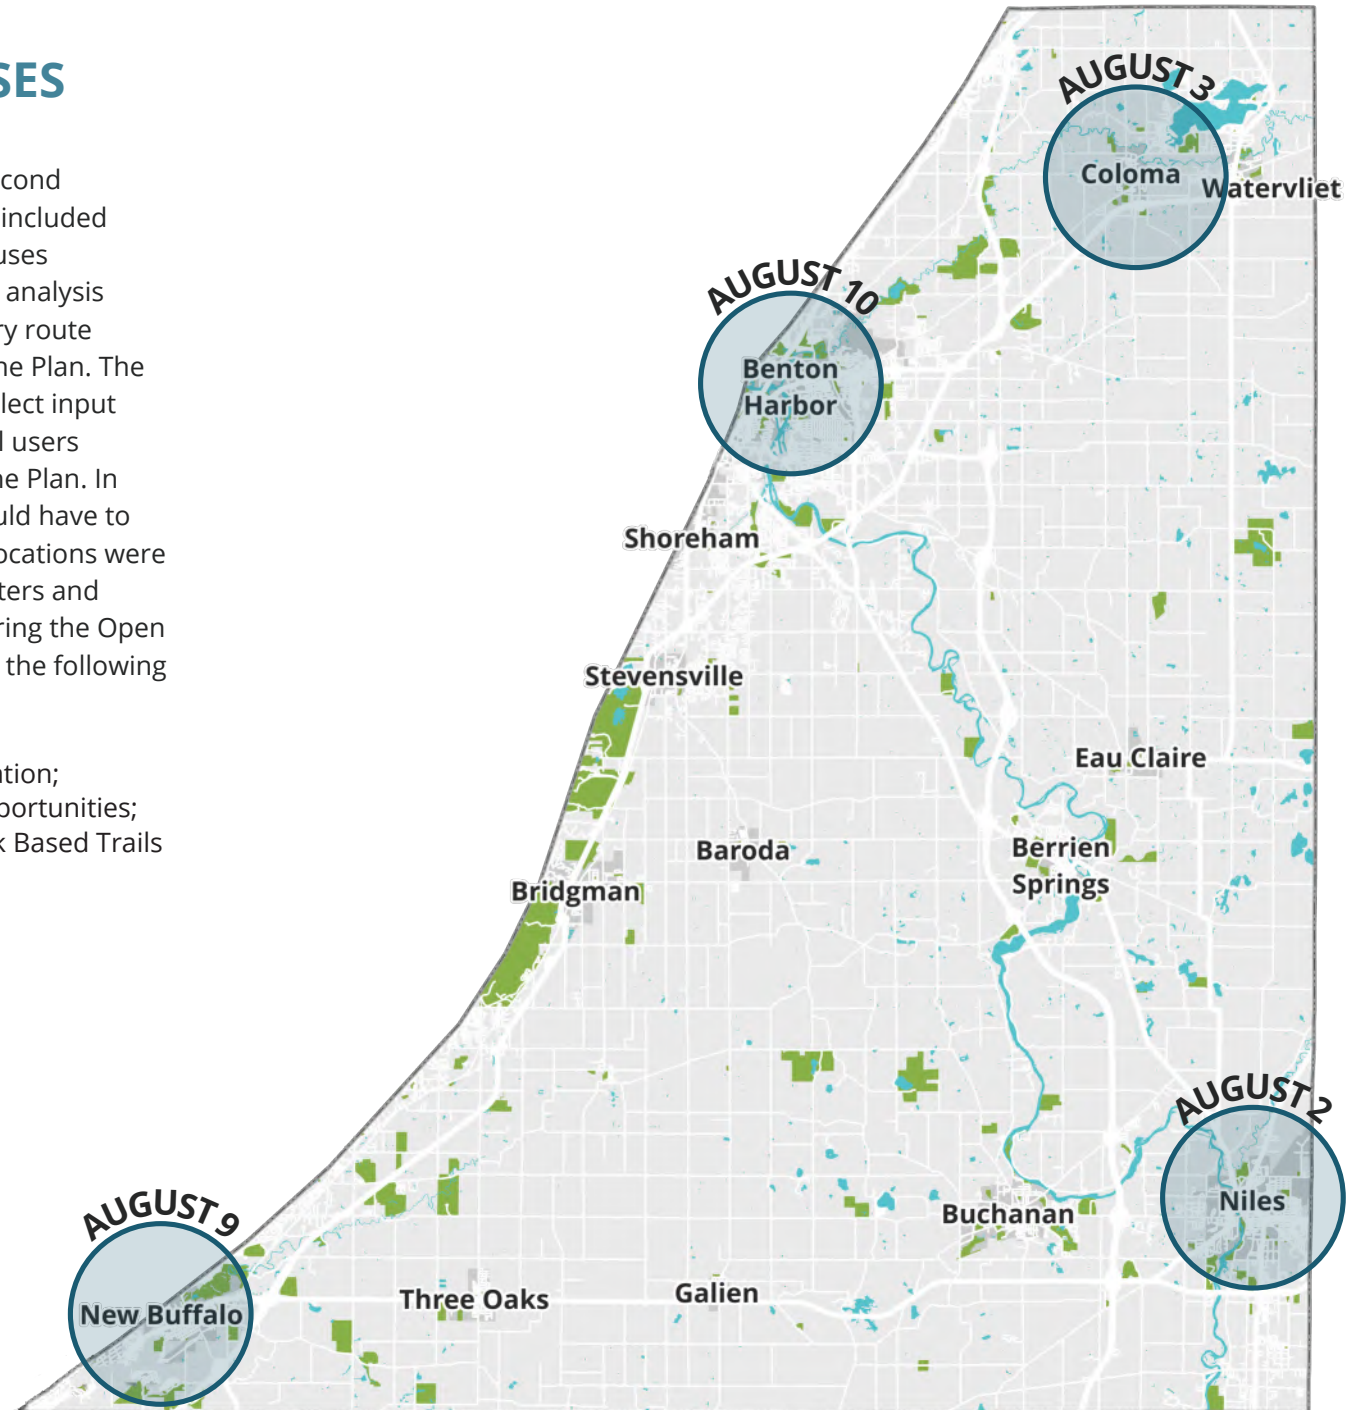 SES
cond
included
uses
analysis
ry route
ne Plan. The
llect input
l users
ne Plan. In
uld have to
ocations were
ters and
ring the Open
the following
ation;
portunities;
k Based Trails
AUGUST 3
Coloma
Watervliet
AUGUST 10
Benton
Harbor
Shoreham
Stevensville
Eau Claire
Baroda
Berrien
Springs
Bridgman
AUGUST 2
Niles
Buchanan
AUGUST 9
New Buffalo
Three Oaks
Galien